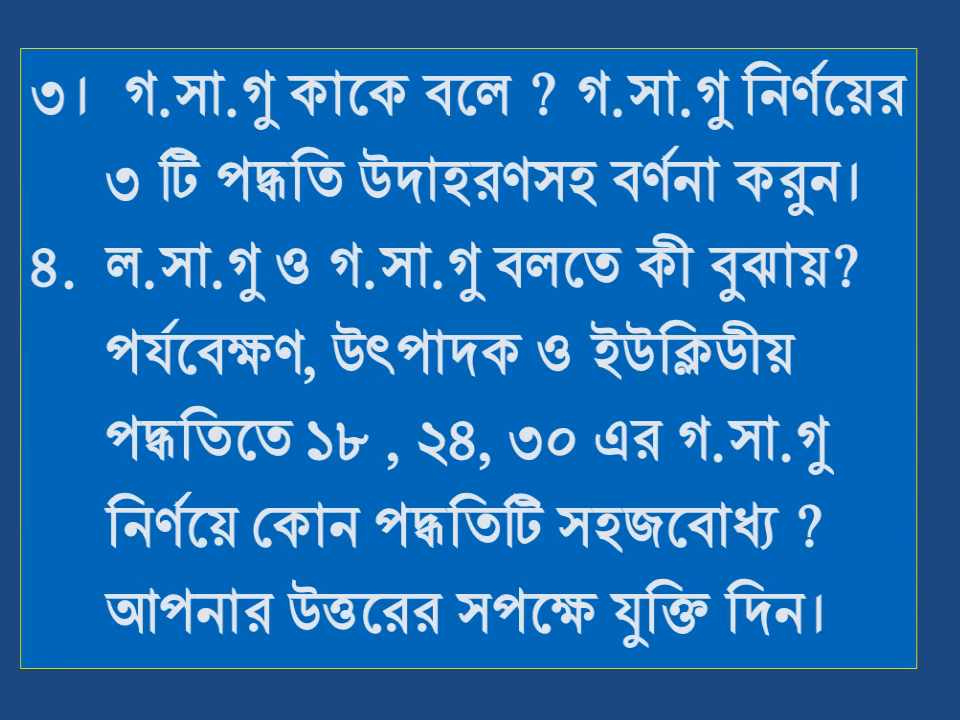 ৩। গ.সা.গু কাকে বলে ? গ.সা.গু নির্ণয়ের
৩ টি পদ্ধতি উদাহরণসহ বর্ণনা করুন।
৪. ল.সা.গু ও গ.সা.গু বলতে কী বুঝায়?
পর্যবেক্ষণ, উৎপাদক ও ইউক্লিডীয়
পদ্ধতিতে ১৮ , ২৪, ৩০ এর গ.সা.গু
নির্ণয়ে কোন পদ্ধতিটি সহজবোধ্য ?
আপনার উত্তরের সপক্ষে যুক্তি দিন।